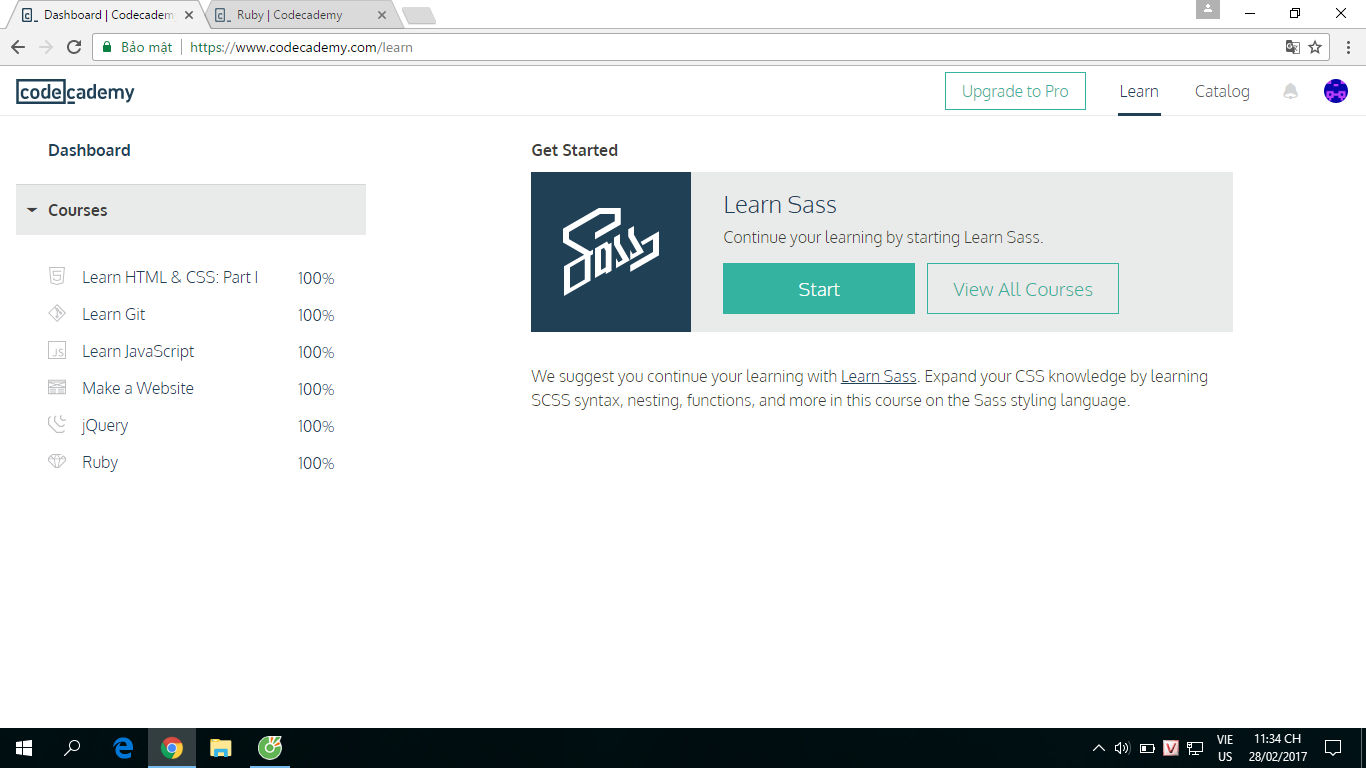 Dashboard | Codecadem
Ruby | Codecademy
Bảo mật https://www.codecademy.com/learn
codecademy
Upgrade to Pro Learn Catalog
Dashboard
Courses
Learn HTML & CSS: Part I 100%
Learn Git 100%
JS Learn JavaScript 100%
Make a Website 100%
jQuery 100%
Ruby 100%
Get Started
Sass
Learn Sass
Continue your learning by starting Learn Sass.
Start View All Courses
We suggest you continue your learning with Learn Sass. Expand your CSS knowledge by learning
SCSS syntax, nesting, functions, and more in this course on the Sass styling language.
VIE 11:34 CH
US 28/02/2017